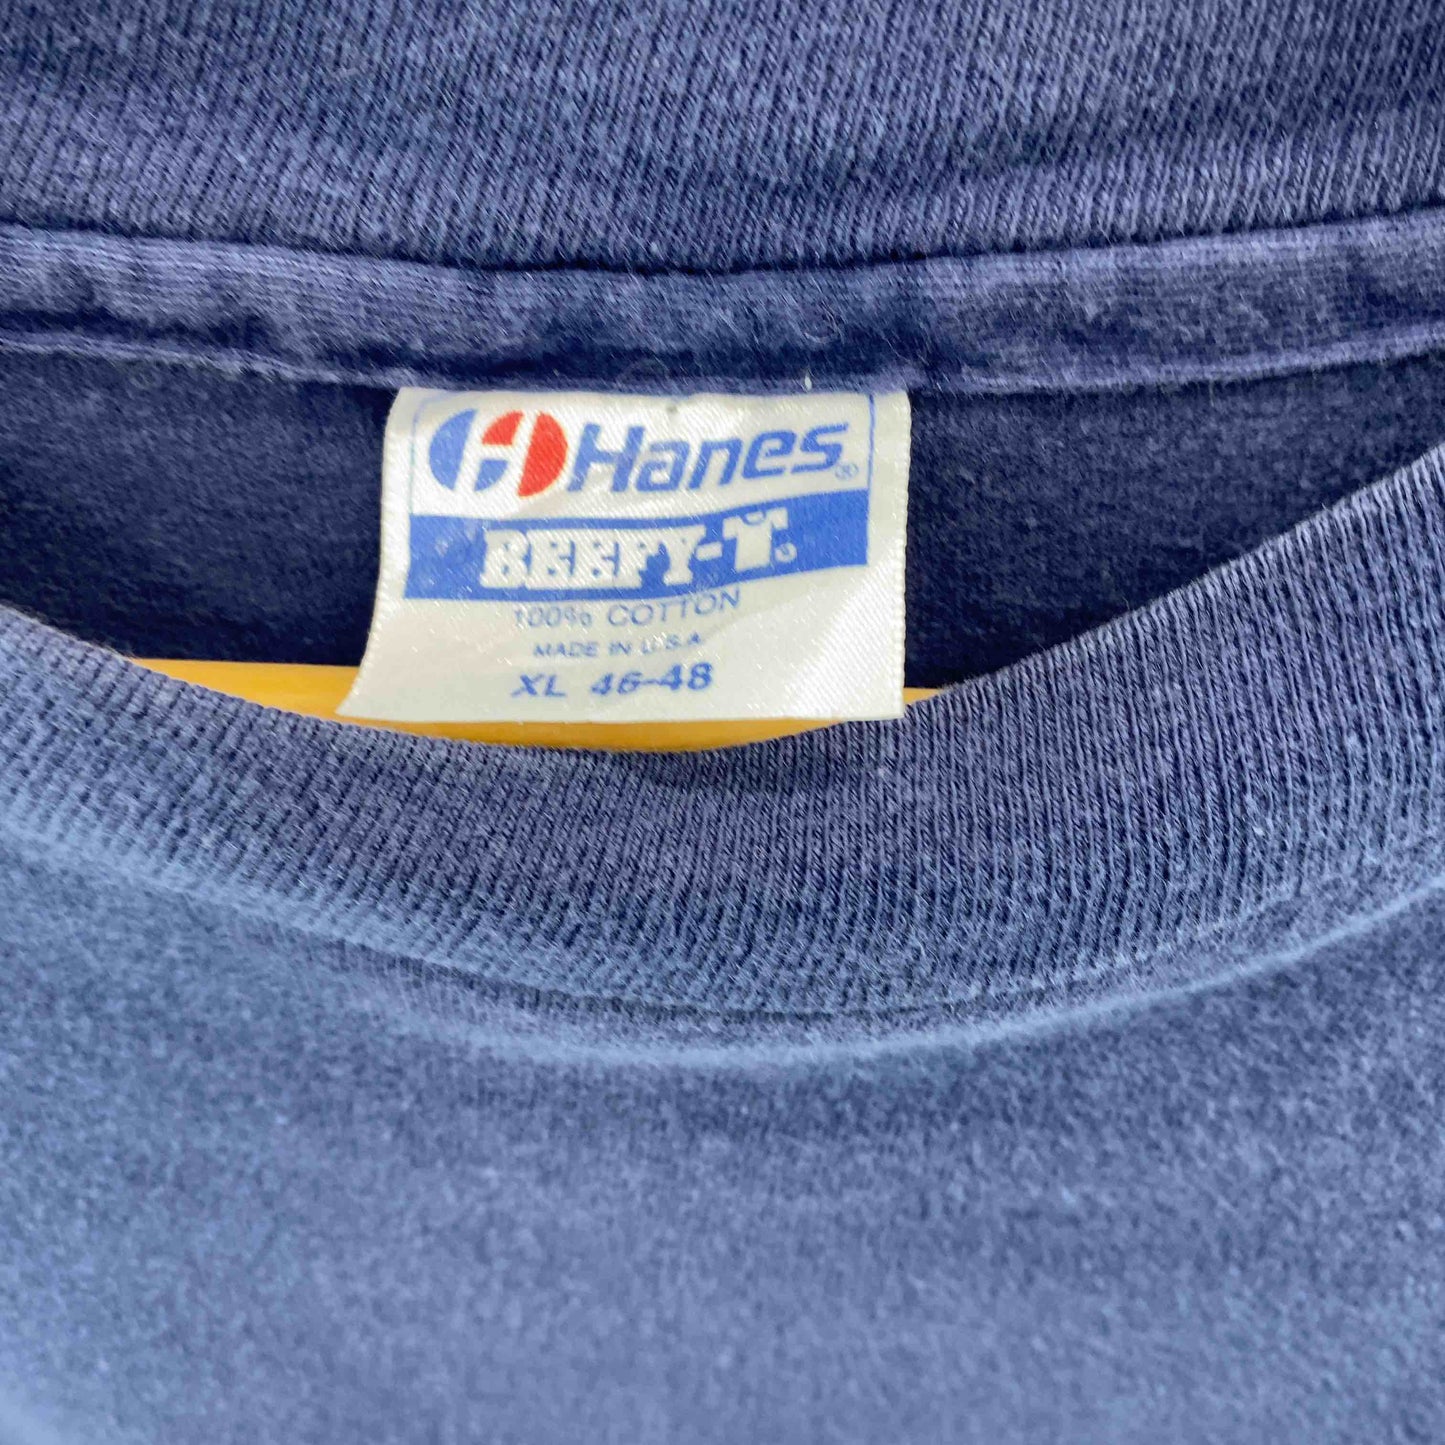 Hanes®
BEEFY-T®
100% COTTON
MADE IN U.S.A.
XL 46-48